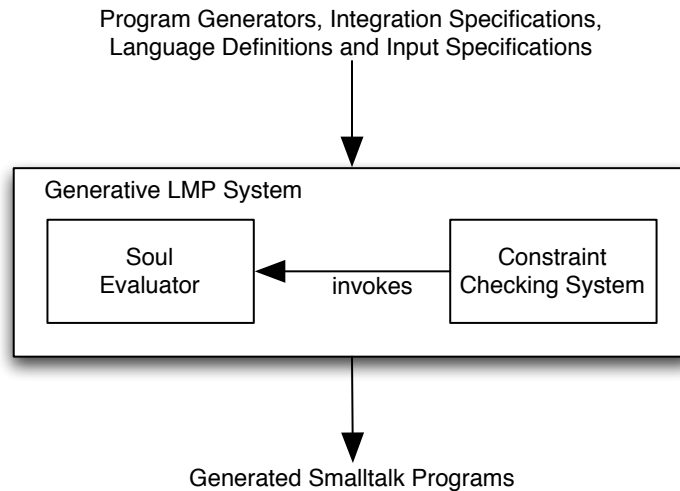 Program Generators, Integration Specifications,
Language Definitions and Input Specifications
Generative LMP System
Soul
Evaluator
invokes
Constraint
Checking System
Generated Smalltalk Programs